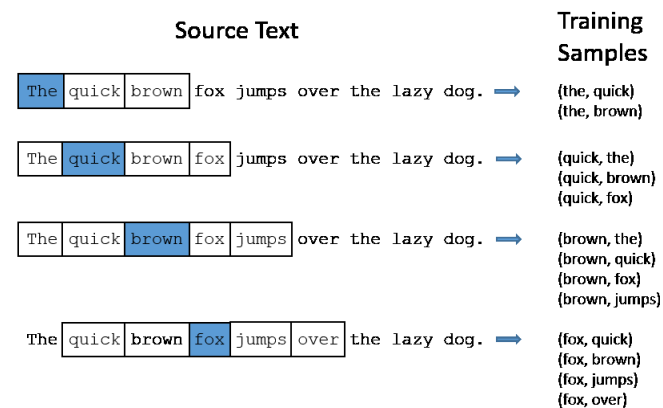 Source Text
Training
Samples
The quick brown fox jumps over the lazy dog.
(the, quick)
(the, brown)
The quick brown fox jumps over the lazy dog.
(quick, the)
(quick, brown)
(quick, fox)
The quick brown fox jumps over the lazy dog.
(brown, the)
(brown, quick)
(brown, fox)
(brown, jumps)
The quick brown fox jumps over the lazy dog.
(fox, quick)
(fox, brown)
(fox, jumps)
(fox, over)